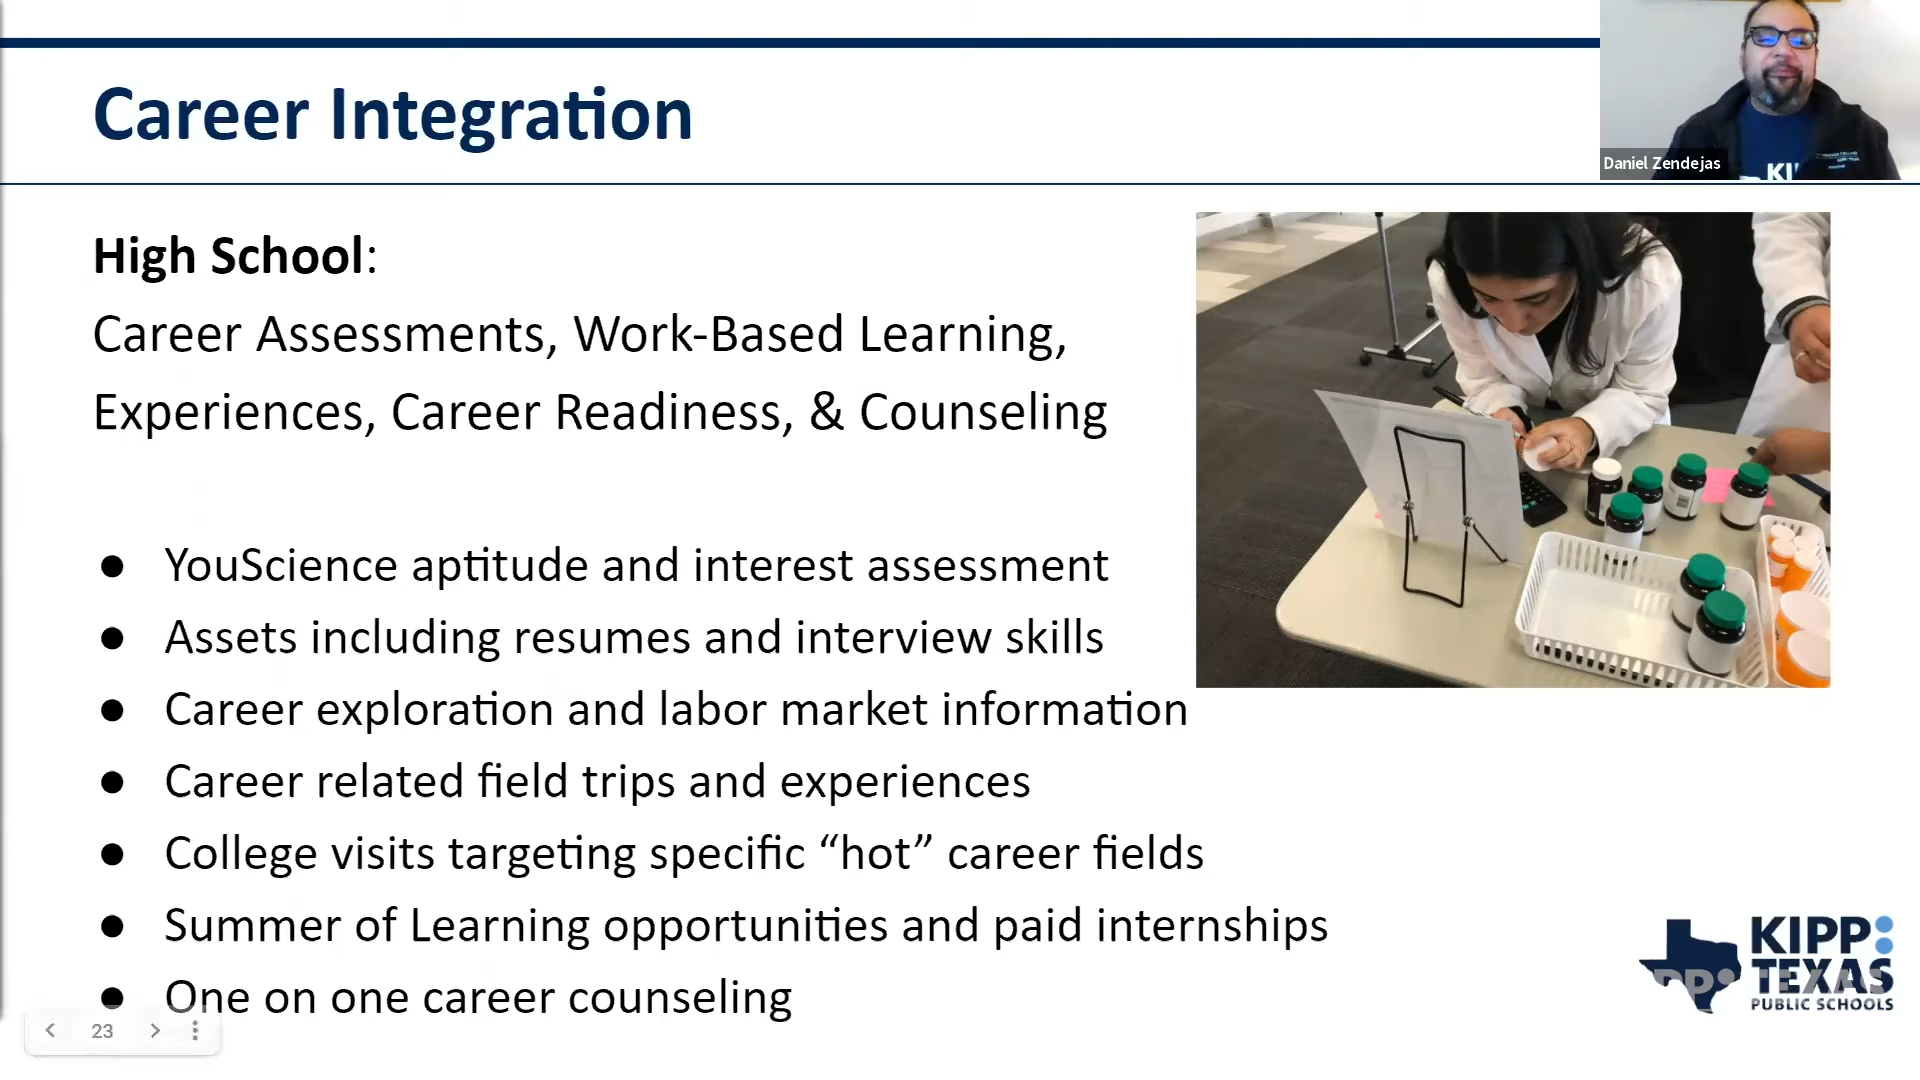 Career Integration
Daniel Zendejas
High School:
Career Assessments, Work-Based Learning,
Experiences, Career Readiness, & Counseling
● YouScience aptitude and interest assessment
● Assets including resumes and interview skills
● Career exploration and labor market information
● Career related field trips and experiences
● College visits targeting specific “hot” career fields
● Summer of Learning opportunities and paid internships
● One on one career counseling
23
KIPP:
TEXAS
PUBLIC SCHOOLS